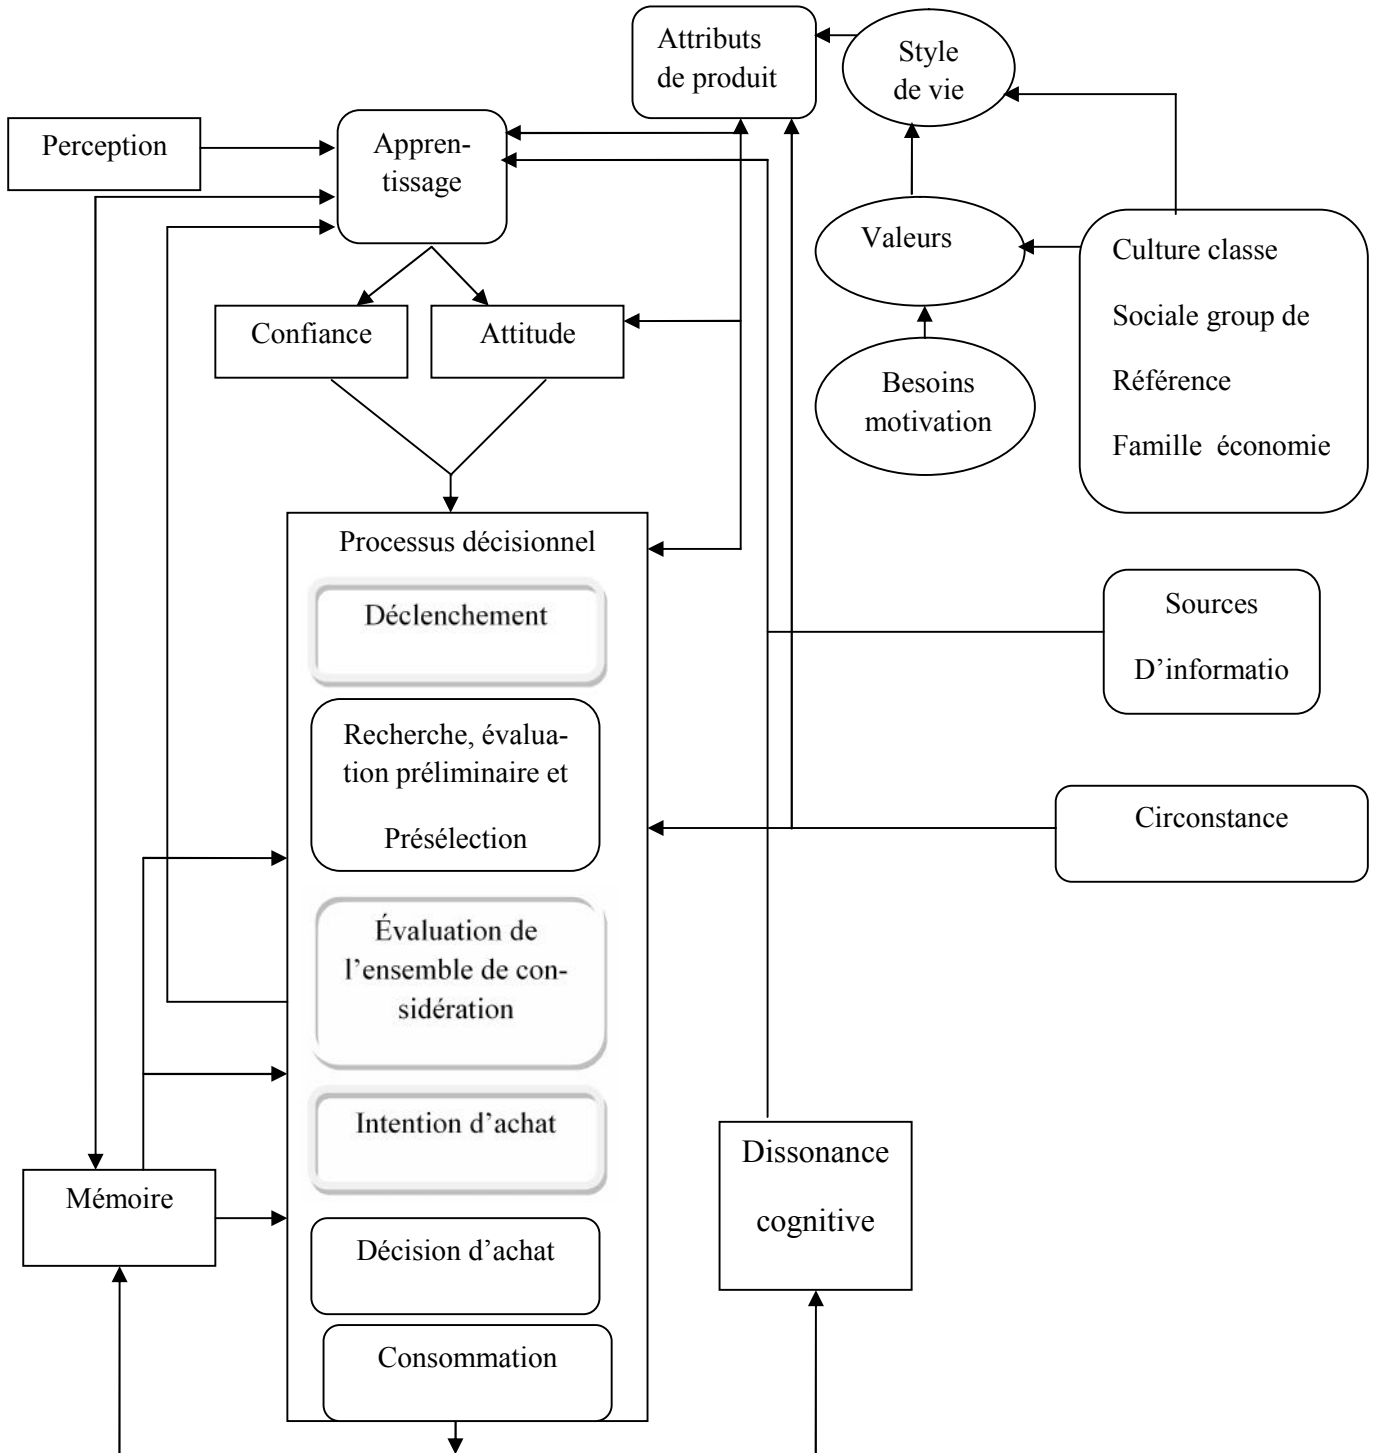 Attributs
de produit
Style
de vie
Perception
Appren-
tissage
Valeurs
Culture classe
Sociale group de
Référence
Famille économie
Confiance
Attitude
Besoins
motivation
Processus décisionnel
Déclenchement
Sources
D’informatio
Recherche, évalua-
tion préliminaire et
Présélection
Circonstance
Évaluation de
l’ensemble de con-
sidération
Intention d’achat
Dissonance
cognitive
Mémoire
Décision d’achat
Consommation